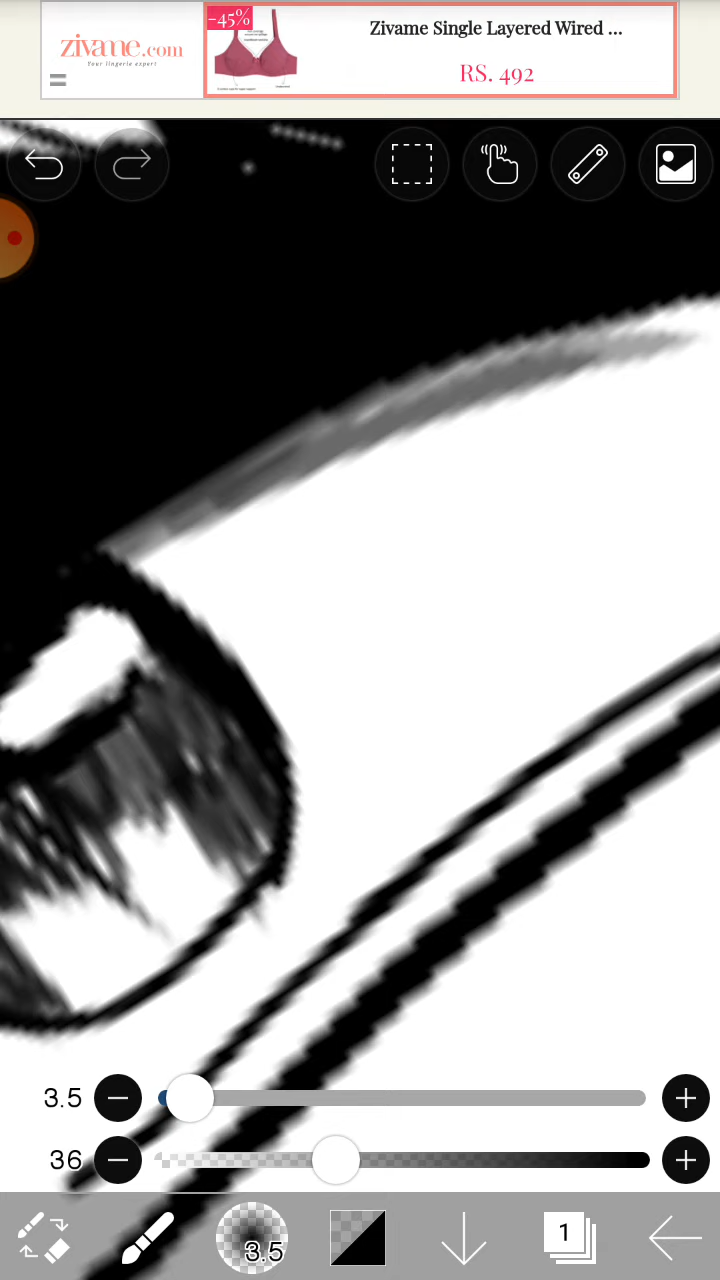 zivame.com
Your lingerie expert
-45%
Zivame Single Layered Wired ...
RS. 492
3.5
36
3.5
1